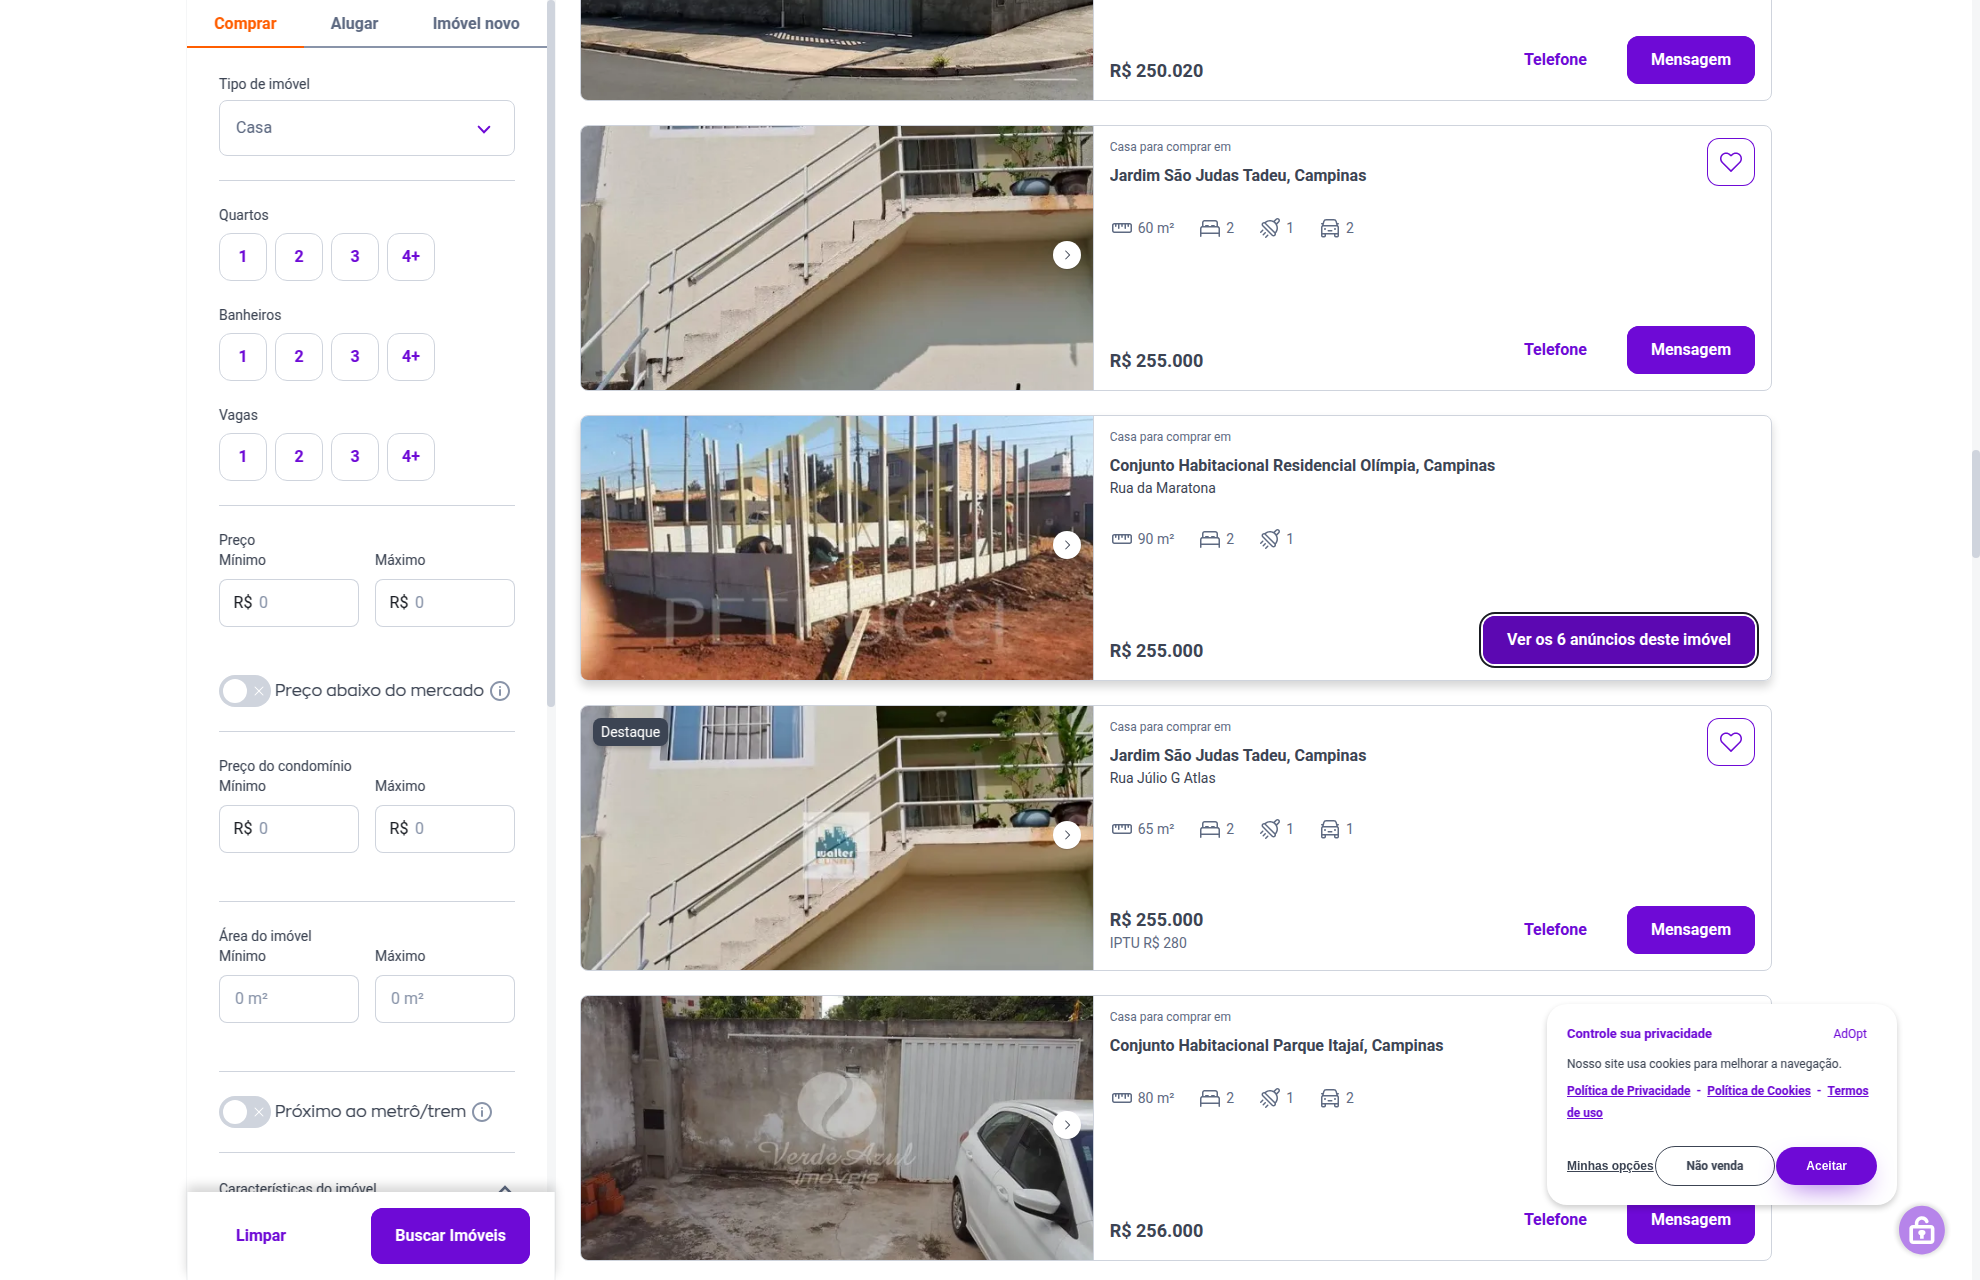 Comprar
Alugar
Imóvel novo
Tipo de imóvel
Casa
Quartos
1
2
3
4+
Banheiros
1
2
3
4+
Vagas
1
2
3
4+
Preço
Mínimo
Máximo
R$ 0
R$ 0
Preço abaixo do mercado
Preço do condomínio
Mínimo
Máximo
R$ 0
R$ 0
Área do imóvel
Mínimo
Máximo
0 m²
0 m²
Próximo ao metrô/trem
Características do imóvel
Limpar
Buscar Imóveis
R$ 250.020
Telefone
Mensagem
Casa para comprar em
Jardim São Judas Tadeu, Campinas
60 m²
2
1
2
R$ 255.000
Telefone
Mensagem
PETRUCCI
Casa para comprar em
Conjunto Habitacional Residencial Olímpia, Campinas
Rua da Maratona
90 m²
2
1
R$ 255.000
Ver os 6 anúncios deste imóvel
Destaque
walter
Casa para comprar em
Jardim São Judas Tadeu, Campinas
Rua Júlio G Atlas
65 m²
2
1
1
R$ 255.000
IPTU R$ 280
Telefone
Mensagem
Verde Azul
IMÓVEIS
Casa para comprar em
Conjunto Habitacional Parque Itajaí, Campinas
80 m²
2
1
2
R$ 256.000
Telefone
Mensagem
Controle sua privacidade
AdOpt
Nosso site usa cookies para melhorar a navegação.
Política de Privacidade - Política de Cookies - Termos
de uso
Minhas opções
Não venda
Aceitar